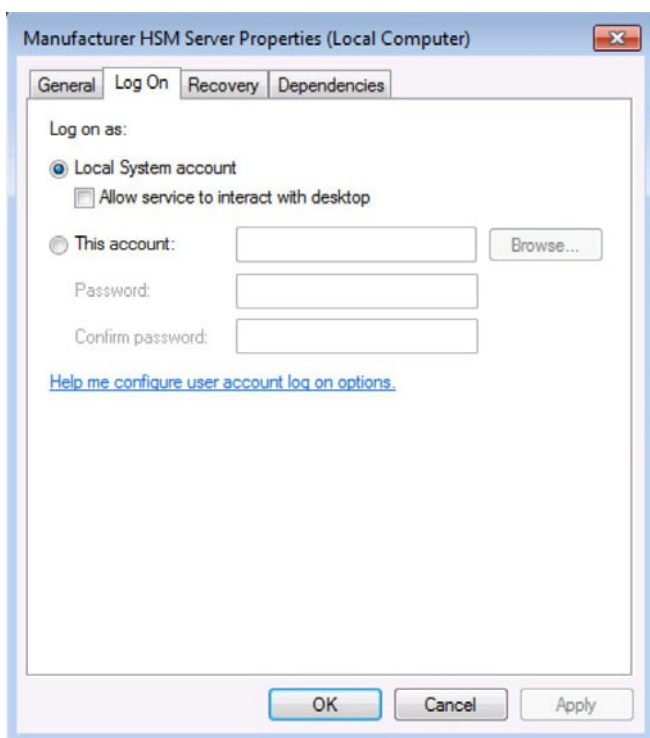 Manufacturer HSM Server Properties (Local Computer)
General Log On Recovery Dependencies
Log on as:
Local System account
Allow service to interact with desktop
This account: Browse...
Password:
Confirm password:
Help me configure user account log on options.
OK Cancel Apply